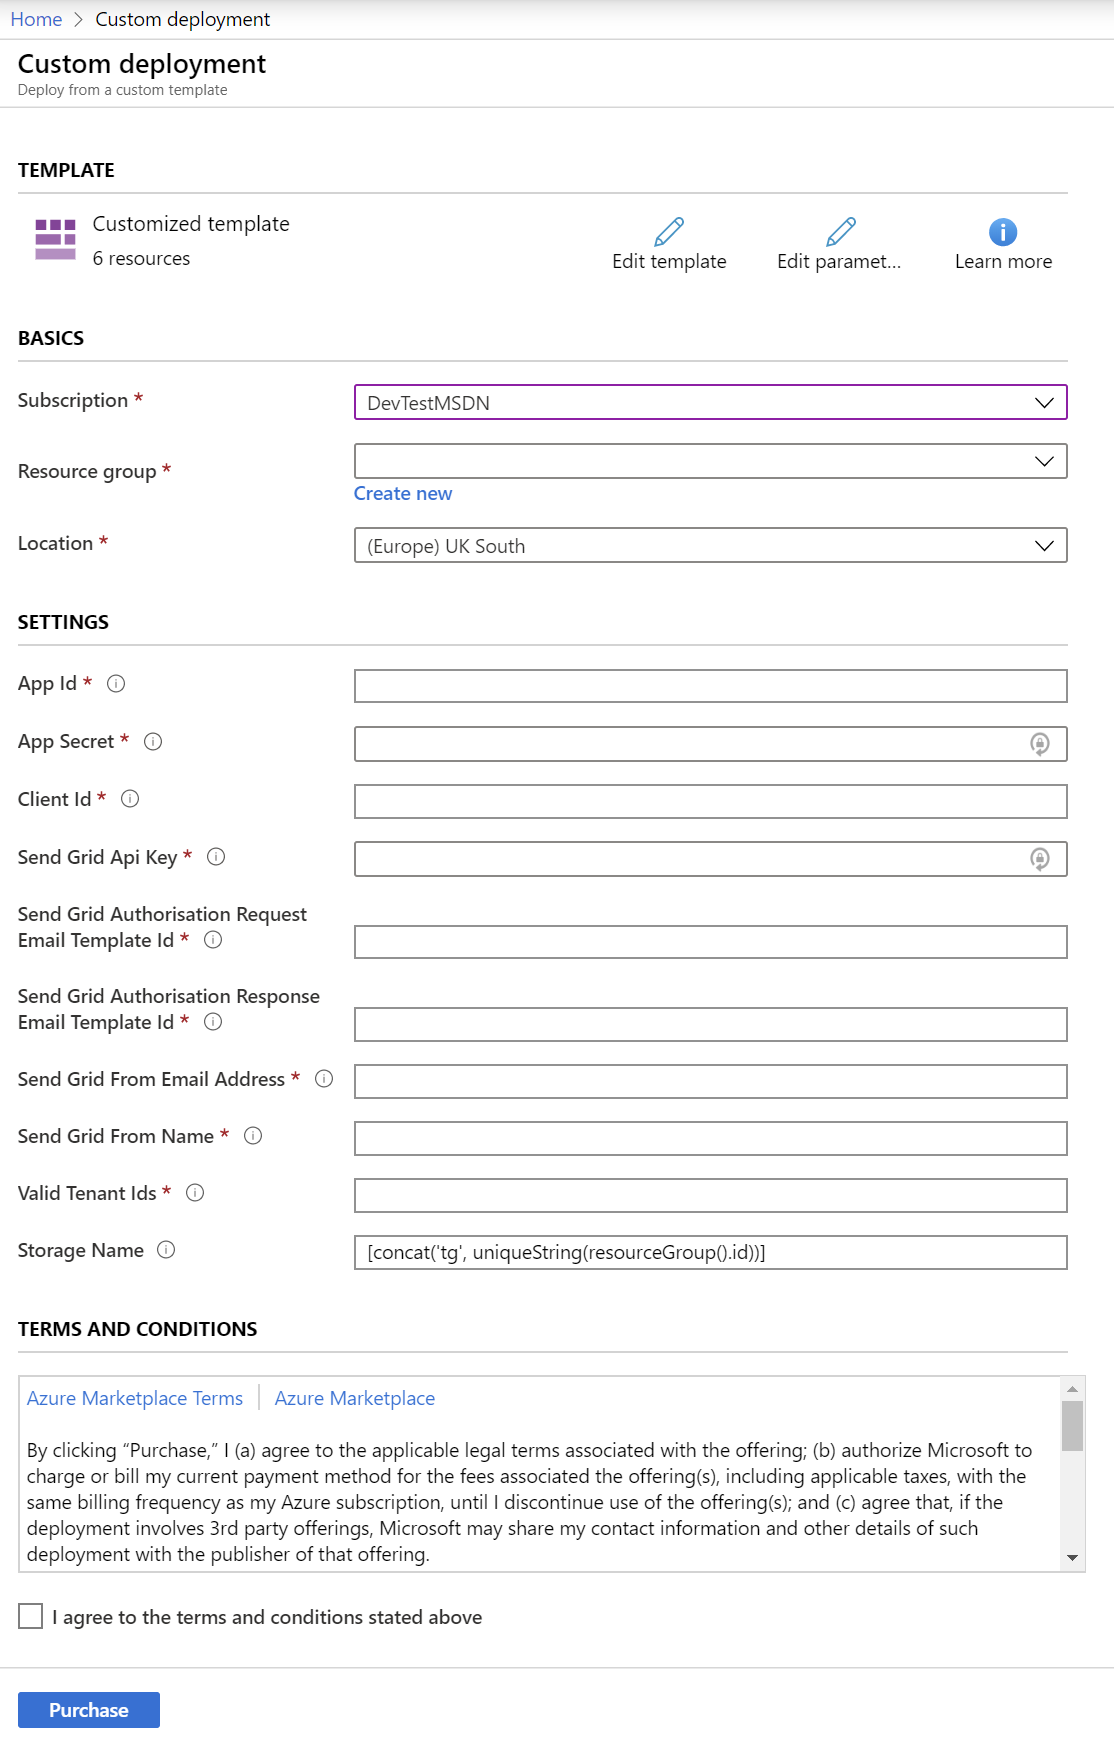 Home > Custom deployment
Custom deployment
Deploy from a custom template
TEMPLATE
Customized template
6 resources
Edit template
Edit paramet...
Learn more
BASICS
Subscription *
DevTestMSDN
Resource group *
Create new
Location *
(Europe) UK South
SETTINGS
App Id *
App Secret *
Client Id *
Send Grid Api Key *
Send Grid Authorisation Request
Email Template Id *
Send Grid Authorisation Response
Email Template Id *
Send Grid From Email Address *
Send Grid From Name *
Valid Tenant Ids *
Storage Name
[concat('tg', uniqueString(resourceGroup().id))]
TERMS AND CONDITIONS
Azure Marketplace Terms | Azure Marketplace
By clicking “Purchase,” I (a) agree to the applicable legal terms associated with the offering; (b) authorize Microsoft to
charge or bill my current payment method for the fees associated the offering(s), including applicable taxes, with the
same billing frequency as my Azure subscription, until I discontinue use of the offering(s); and (c) agree that, if the
deployment involves 3rd party offerings, Microsoft may share my contact information and other details of such
deployment with the publisher of that offering.
I agree to the terms and conditions stated above
Purchase